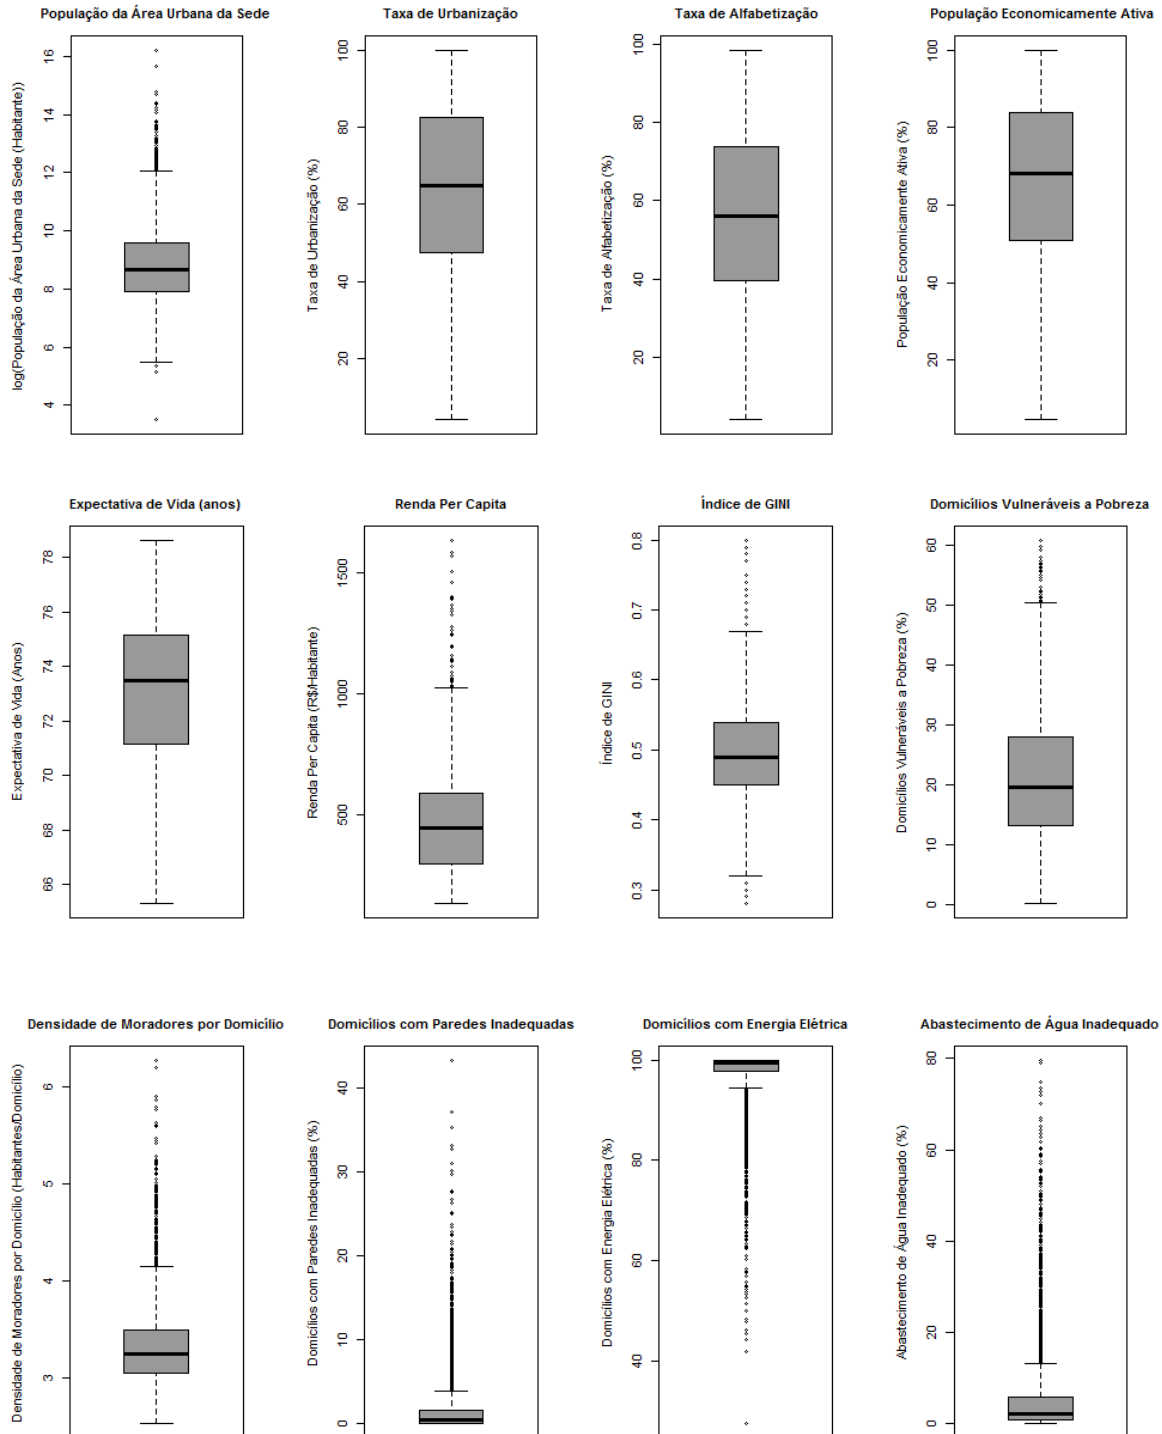 População da Área Urbana da Sede
log(População da Área Urbana da Sede (Habitante))
4
6
8
10
12
14
16
Taxa de Urbanização
Taxa de Urbanização (%)
20
40
60
80
100
Taxa de Alfabetização
Taxa de Alfabetização (%)
20
40
60
80
100
População Economicamente Ativa
População Economicamente Ativa (%)
20
40
60
80
100
Expectativa de Vida (anos)
Expectativa de Vida (Anos)
66
68
70
72
74
76
78
Renda Per Capita
Renda Per Capita (R$/Habitante)
500
1000
1500
Índice de GINI
Índice de GINI
0.3
0.4
0.5
0.6
0.7
0.8
Domicílios Vulneráveis a Pobreza
Domicílios Vulneráveis a Pobreza (%)
0
10
20
30
40
50
60
Densidade de Moradores por Domicílio
Densidade de Moradores por Domicílio (Habitantes/Domicílio)
3
4
5
6
Domicílios com Paredes Inadequadas
Domicílios com Paredes Inadequadas (%)
0
10
20
30
40
Domicílios com Energia Elétrica
Domicílios com Energia Elétrica (%)
40
60
80
100
Abastecimento de Água Inadequado
Abastecimento de Água Inadequado (%)
0
20
40
60
80